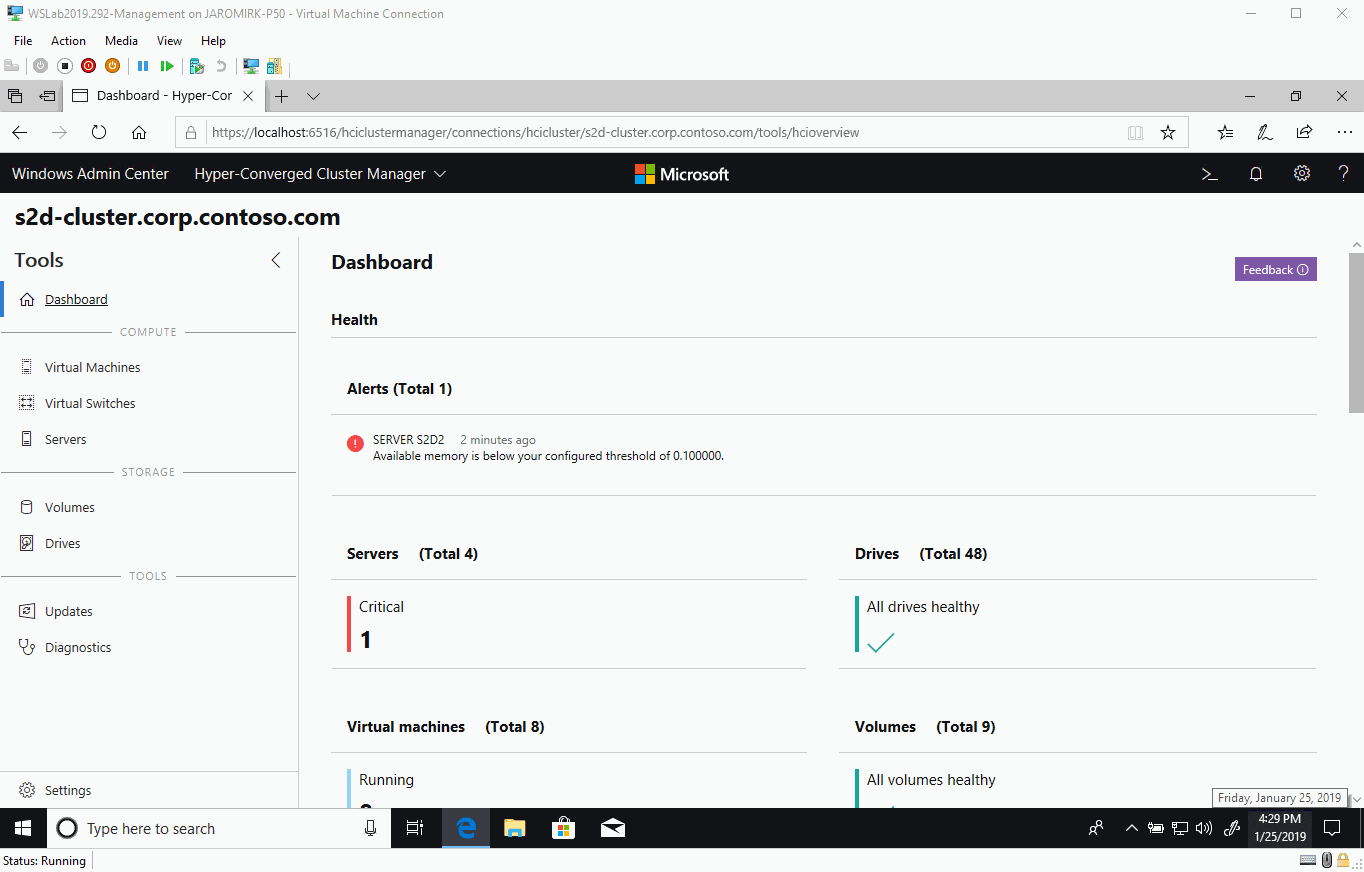 WSLab2019.292-Management on JAROMIRK-P50 - Virtual Machine Connection
File Action Media View Help
Dashboard - Hyper-Cor
https://localhost:6516/hciclustermanager/connections/hcicluster/s2d-cluster.corp.contoso.com/tools/hcioverview
Windows Admin Center Hyper-Converged Cluster Manager Microsoft
s2d-cluster.corp.contoso.com
Tools
Dashboard
COMPUTE
Virtual Machines
Virtual Switches
Servers
STORAGE
Volumes
Drives
TOOLS
Updates
Diagnostics
Settings
Dashboard
Feedback
Health
Alerts (Total 1)
SERVER S2D2 2 minutes ago
Available memory is below your configured threshold of 0.100000.
Servers (Total 4)
Critical
1
Drives (Total 48)
All drives healthy
Virtual machines (Total 8)
Running
Volumes (Total 9)
All volumes healthy
Friday, January 25, 2019
Type here to search
4:29 PM
1/25/2019
Status: Running